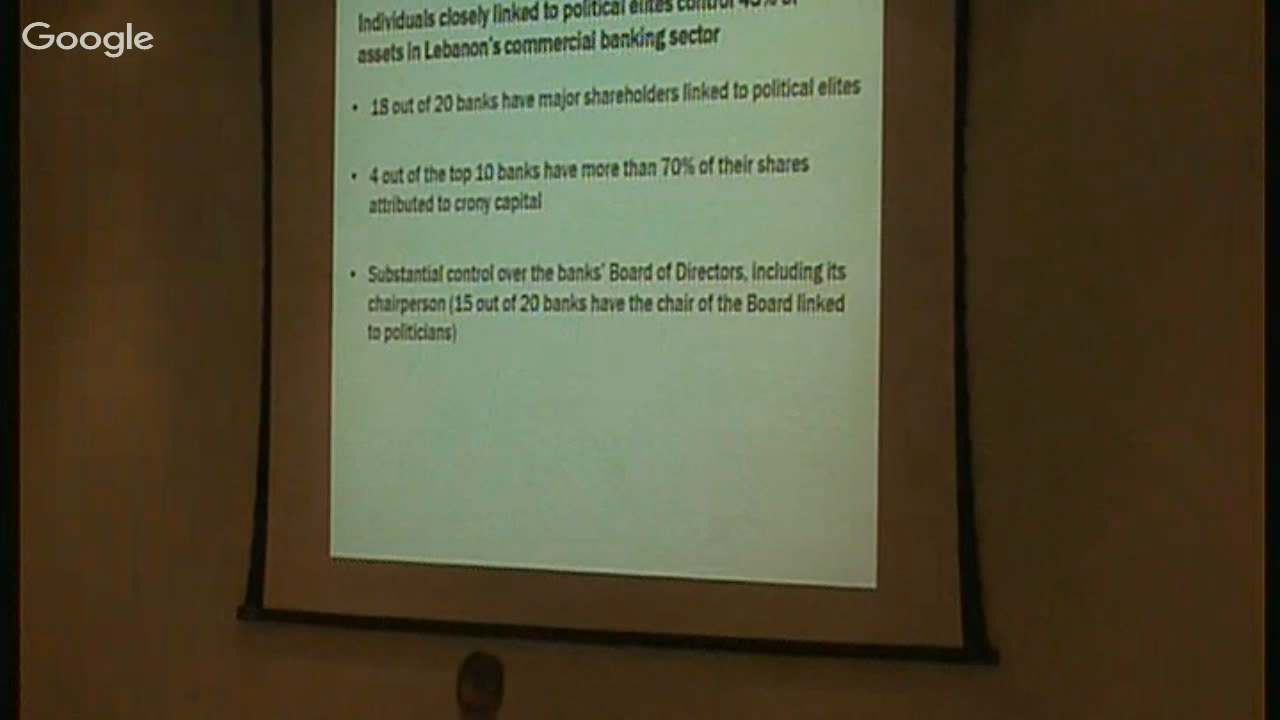 Google
Individuals closely linked to political elites control 43% of
assets in Lebanon's commercial banking sector
• 18 out of 20 banks have major shareholders linked to political elites
• 4 out of the top 10 banks have more than 70% of their shares
attributed to crony capital
• Substantial control over the banks' Board of Directors, including its
chairperson (15 out of 20 banks have the chair of the Board linked
to politicians)